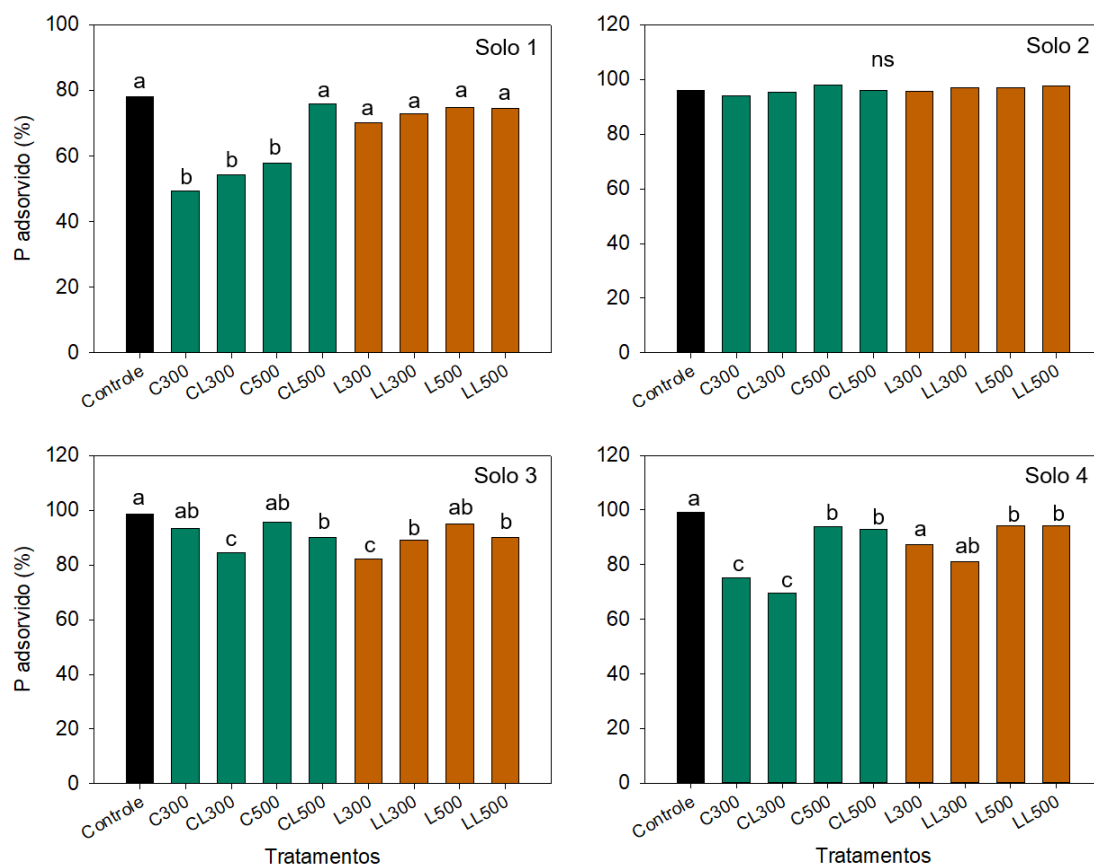 Solo 1
P adsorvido (%)
100
80
60
40
20
0
a
b
b
b
a
a
a
a
a
Controle
C300
CL300
C500
CL500
L300
LL300
L500
LL500
Solo 2
120
100
80
60
40
20
0
ns
Controle
C300
CL300
C500
CL500
L300
LL300
L500
LL500
Solo 3
P adsorvido (%)
120
100
80
60
40
20
0
a
ab
c
ab
b
c
b
ab
b
Controle
C300
CL300
C500
CL500
L300
LL300
L500
LL500
Tratamentos
Solo 4
120
100
80
60
40
20
0
a
c
c
b
b
a
ab
b
b
Controle
C300
CL300
C500
CL500
L300
LL300
L500
LL500
Tratamentos